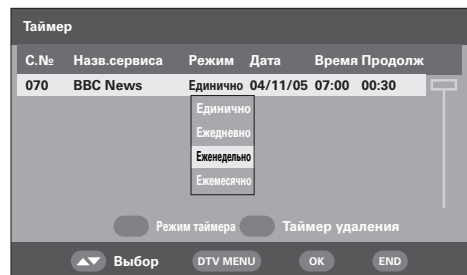 Таймер
С.№ Назв.сервиса Режим Дата Время Продолж
070 BBC News Единично 04/11/05 07:00 00:30
Единично
Ежедневно
Еженедельно
Ежемесячно
Режим таймера Таймер удаления
Выбор DTV MENU OK END